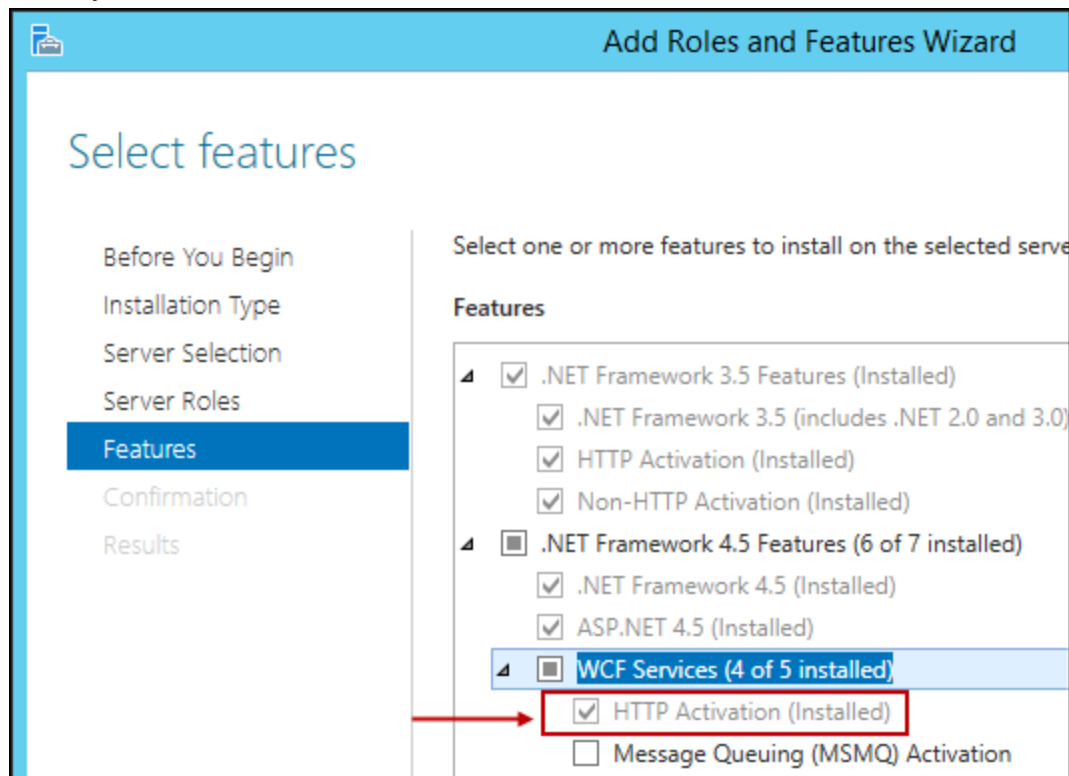 Add Roles and Features Wizard
Select features
Before You Begin
Installation Type
Server Selection
Server Roles
Features
Confirmation
Results
Select one or more features to install on the selected serve
Features
.NET Framework 3.5 Features (Installed)
.NET Framework 3.5 (includes .NET 2.0 and 3.0)
HTTP Activation (Installed)
Non-HTTP Activation (Installed)
.NET Framework 4.5 Features (6 of 7 installed)
.NET Framework 4.5 (Installed)
ASP.NET 4.5 (Installed)
WCF Services (4 of 5 installed)
HTTP Activation (Installed)
Message Queuing (MSMQ) Activation